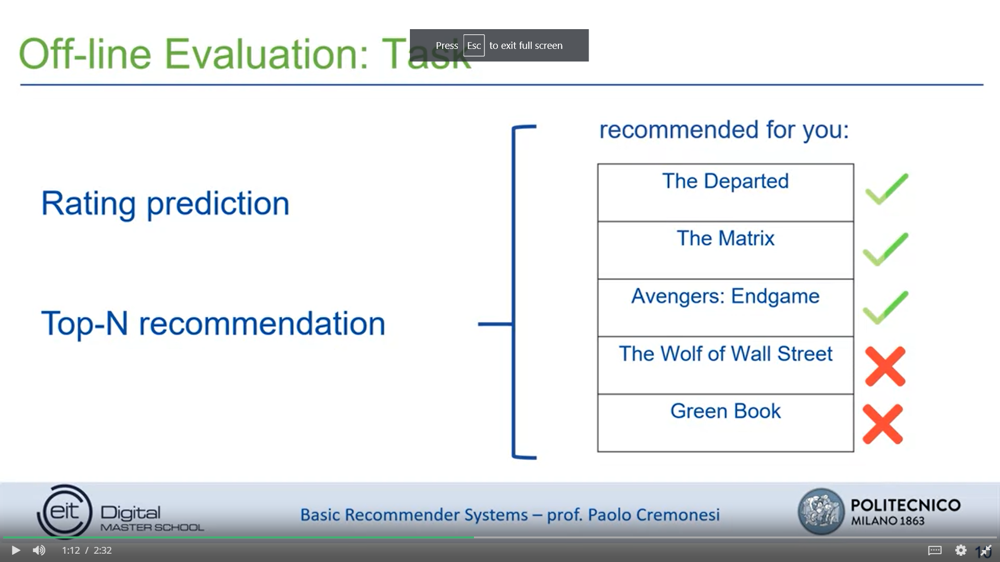 Off-line Evaluation: Task
Press Esc to exit full screen
recommended for you:
The Departed
Rating prediction
The Matrix
Avengers: Endgame
Top-N recommendation
The Wolf of Wall Street
Green Book
eit Digital
MASTER SCHOOL
Basic Recommender Systems – prof. Paolo Cremonesi
POLITECNICO
MILANO 1863
1:12 / 2:32
10